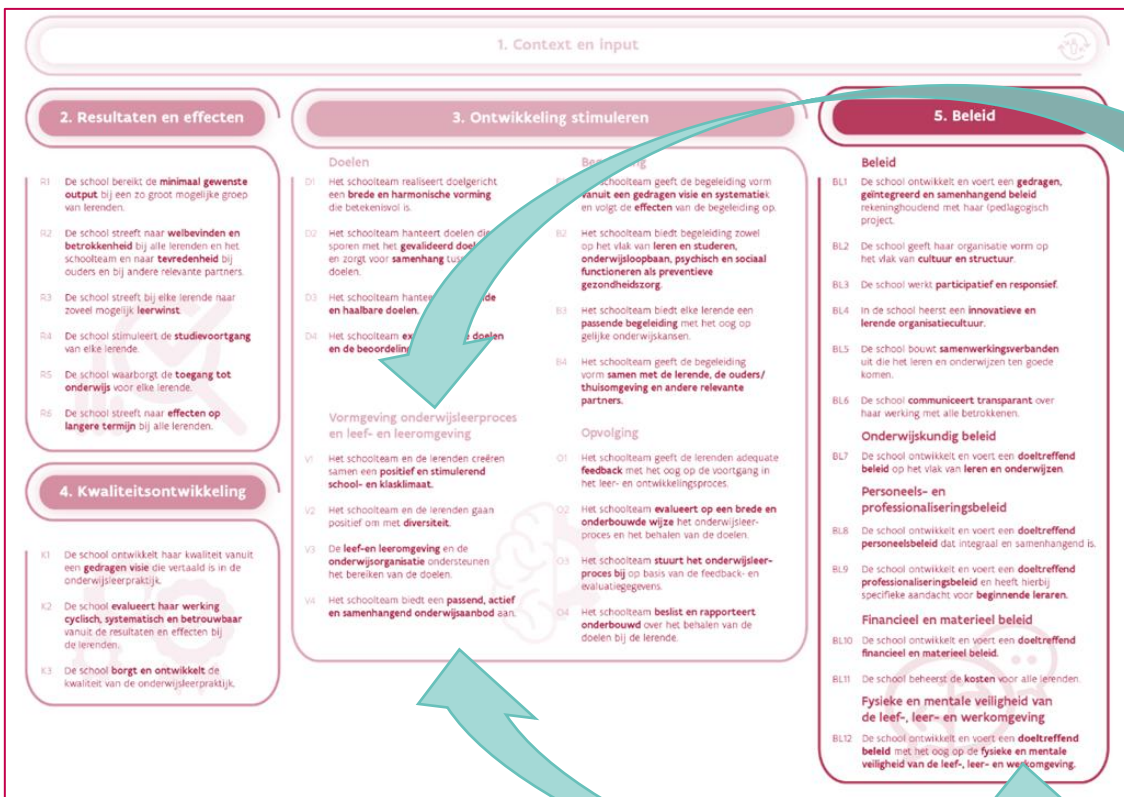 1. Context en input
2. Resultaten en effecten
R1 De school bereikt de minimaal gewenste
output bij een zo groot mogelijke groep
van lerenden.
R2 De school streeft naar welbevinden en
betrokkenheid bij alle lerenden en het
schoolteam en naar tevredenheid bij
ouders en bij andere relevante partners.
R3 De school streeft bij elke lerende naar
zoveel mogelijk leerwinst.
R4 De school stimuleert de studievoortgang
van elke lerende.
R5 De school waarborgt de toegang tot
onderwijs voor elke lerende.
R6 De school streeft naar effecten op
langere termijn bij alle lerenden.
4. Kwaliteitsontwikkeling
K1 De school ontwikkelt haar kwaliteit vanuit
een gedragen visie die vertaald is in de
onderwijsleerpraktijk.
K2 De school evalueert haar werking
cyclisch, systematisch en betrouwbaar
vanuit de resultaten en effecten bij
de lerenden.
K3 De school borgt en ontwikkelt de
kwaliteit van de onderwijsleerpraktijk.
3. Ontwikkeling stimuleren
Doelen
D1 Het schoolteam realiseert doelgericht
een brede en harmonische vorming
die betekenisvol is.
D2 Het schoolteam hanteert doelen die
sporen met het gevalideerd
en zorgt voor samenhang
doelen.
D3 Het schoolteam hanteert
en haalbare doelen.
D4 Het schoolteam doelen
en de
Vormgeving onderwijsleerproces
en leef- en leeromgeving
V1 Het schoolteam en de lerenden creëren
samen een positief en stimulerend
school- en klasklimaat.
V2 Het schoolteam en de lerenden gaan
positief om met diversiteit.
V3 De leef-en leeromgeving en de
onderwijsorganisatie ondersteunen
het bereiken van de doelen.
V4 Het schoolteam biedt een passend, actief
en samenhangend onderwijsaanbod aan.
Het schoolteam geeft de begeleiding vorm
vanuit een gedragen visie en systematiek
en volgt de effecten van de begeleiding op.
B2 Het schoolteam biedt begeleiding zowel
op het vlak van leren en studeren,
onderwijsloopbaan, psychisch en sociaal
functioneren als preventieve
gezondheidszorg.
B3 Het schoolteam biedt elke lerende een
passende begeleiding met het oog op
gelijke onderwijskansen.
B4 Het schoolteam geeft de begeleiding
vorm samen met de lerende, de ouders/
thuisomgeving en andere relevante
partners.
Opvolging
O1 Het schoolteam geeft de lerenden adequate
feedback met het oog op de voortgang in
het leer- en ontwikkelingsproces.
O2 Het schoolteam evalueert op een brede en
onderbouwde wijze het onderwijsleer-
proces en het behalen van de doelen.
O3 Het schoolteam stuurt het onderwijsleer-
proces bij op basis van de feedback- en
evaluatiegegevens.
O4 Het schoolteam beslist en rapporteert
onderbouwd over het behalen van de
doelen bij de lerende.
5. Beleid
Beleid
BL1 De school ontwikkelt en voert een gedragen,
geïntegreerd en samenhangend beleid
rekeninghoudend met haar (ped)agogisch
project.
BL2 De school geeft haar organisatie vorm op
het vlak van cultuur en structuur.
BL3 De school werkt participatief en responsief.
BL4 In de school heerst een innovatieve en
lerende organisatiecultuur.
BL5 De school bouwt samenwerkingsverbanden
uit die het leren en onderwijzen ten goede
komen.
BL6 De school communiceert transparant over
haar werking met alle betrokkenen.
Onderwijskundig beleid
BL7 De school ontwikkelt en voert een doeltreffend
beleid op het vlak van leren en onderwijzen.
Personeels- en
professionaliseringsbeleid
BL8 De school ontwikkelt en voert een doeltreffend
personeelsbeleid dat integraal en samenhangend is.
BL9 De school ontwikkelt en voert een doeltreffend
professionaliseringsbeleid en heeft hierbij
specifieke aandacht voor beginnende leraren.
Financieel en materieel beleid
BL10 De school ontwikkelt en voert een doeltreffend
financieel en materieel beleid.
BL11 De school beheerst de kosten voor alle lerenden.
Fysieke en mentale veiligheid van
de leef-, leer- en werkomgeving
BL12 De school ontwikkelt en voert een doeltreffend
beleid met het oog op de fysieke en mentale
veiligheid van de leef-, leer- en werkomgeving.